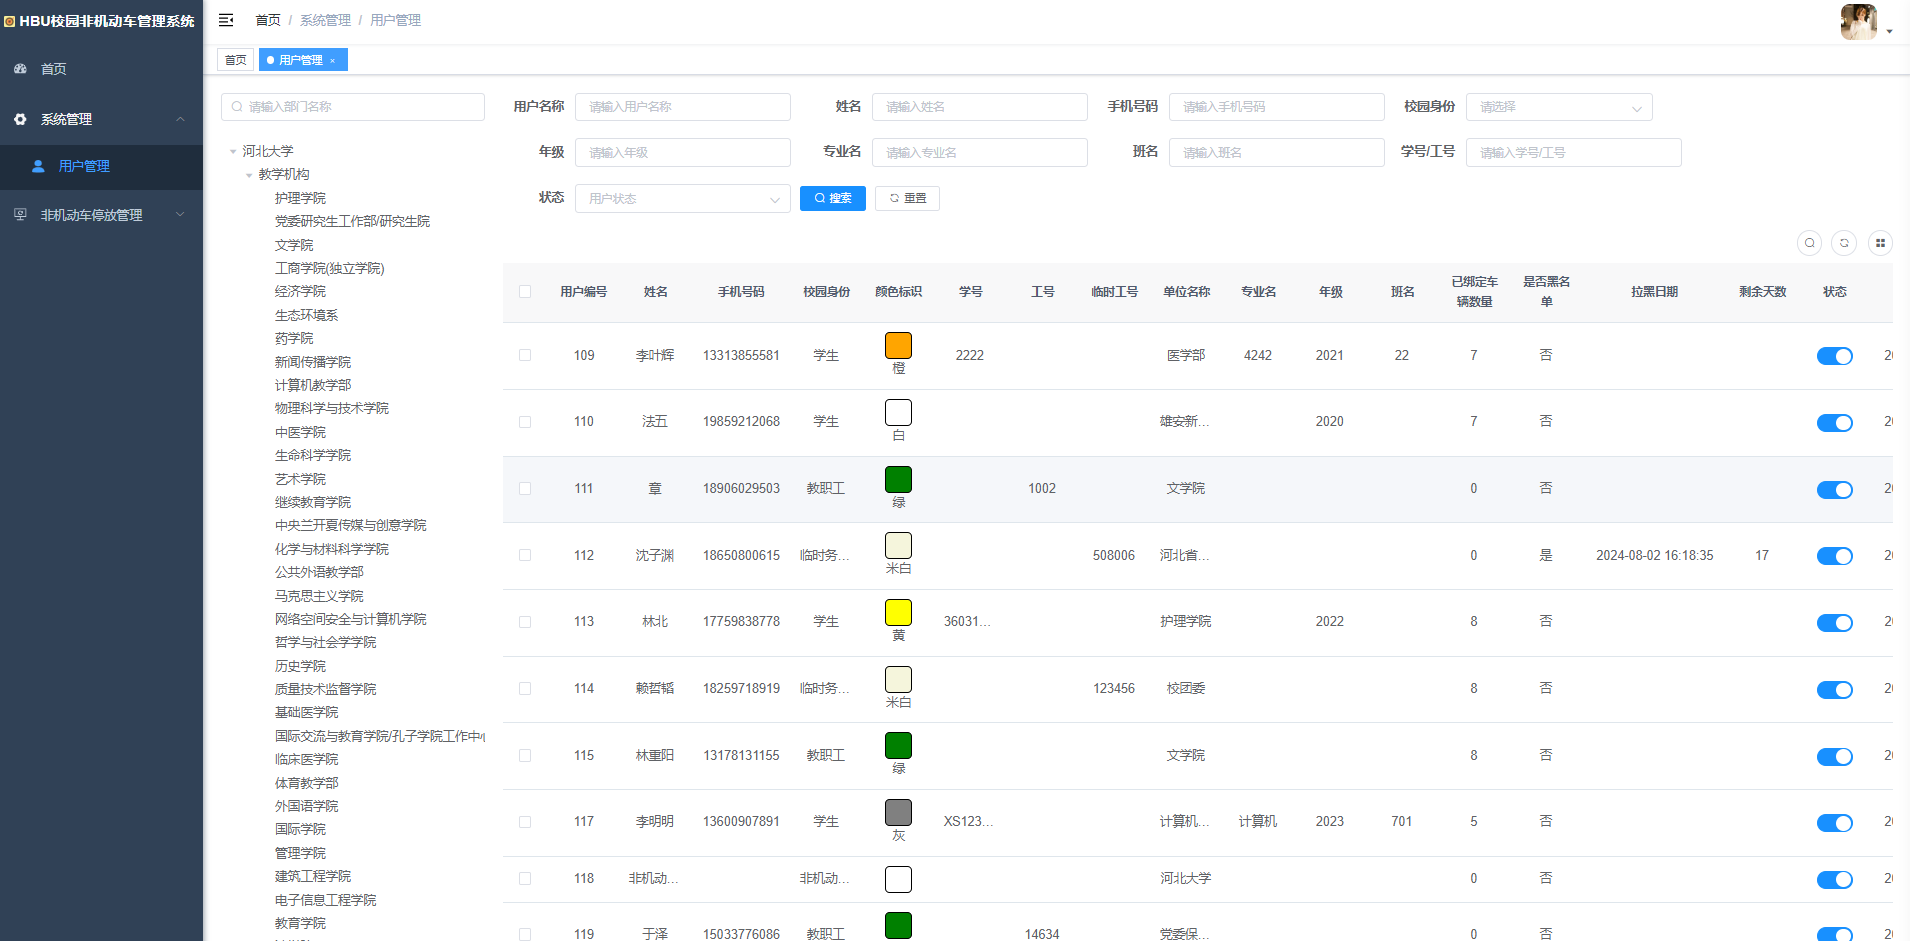 HBU校园非机动车管理系统
首页 / 系统管理 / 用户管理
首页
用户管理 ×
首页
系统管理
用户管理
非机动车停放管理
请输入部门名称
河北大学
教学机构
护理学院
党委研究生工作部/研究生院
文学院
工商学院(独立学院)
经济学院
生态环境系
药学院
新闻传播学院
计算机教学部
物理科学与技术学院
中医学院
生命科学学院
艺术学院
继续教育学院
中央兰开夏传媒与创意学院
化学与材料科学学院
公共外语教学部
马克思主义学院
网络空间安全与计算机学院
哲学与社会学学院
历史学院
质量技术监督学院
基础医学院
国际交流与教育学院/孔子学院工作中心
临床医学院
体育教学部
外国语学院
国际学院
管理学院
建筑工程学院
电子信息工程学院
教育学院
用户名称 请输入用户名称 姓名 请输入姓名 手机号码 请输入手机号码 校园身份 请选择
年级 请输入年级 专业名 请输入专业名 班名 请输入班名 学号/工号 请输入学号/工号
状态 用户状态 搜索 重置
用户编号 姓名 手机号码 校园身份 颜色标识 学号 工号 临时工号 单位名称 专业名 年级 班名 已绑定车辆数量 是否黑名单 拉黑日期 剩余天数 状态
109 李叶辉 13313855581 学生 橙 2222 医学部 4242 2021 22 7 否
110 法五 19859212068 学生 白 雄安新... 2020 7 否
111 章 18906029503 教职工 绿 1002 文学院 0 否
112 沈子渊 18650800615 临时务... 米白 508006 河北省... 0 是 2024-08-02 16:18:35 17
113 林北 17759838778 学生 黄 36031... 护理学院 2022 8 否
114 赖哲韬 18259718919 临时务... 米白 123456 校团委 8 否
115 林重阳 13178131155 教职工 绿 文学院 8 否
117 李明明 13600907891 学生 灰 XS123... 计算机... 计算机 2023 701 5 否
118 非机动... 非机动... 河北大学 0 否
119 于泽 15033776086 教职工 14634 党委保... 0 否